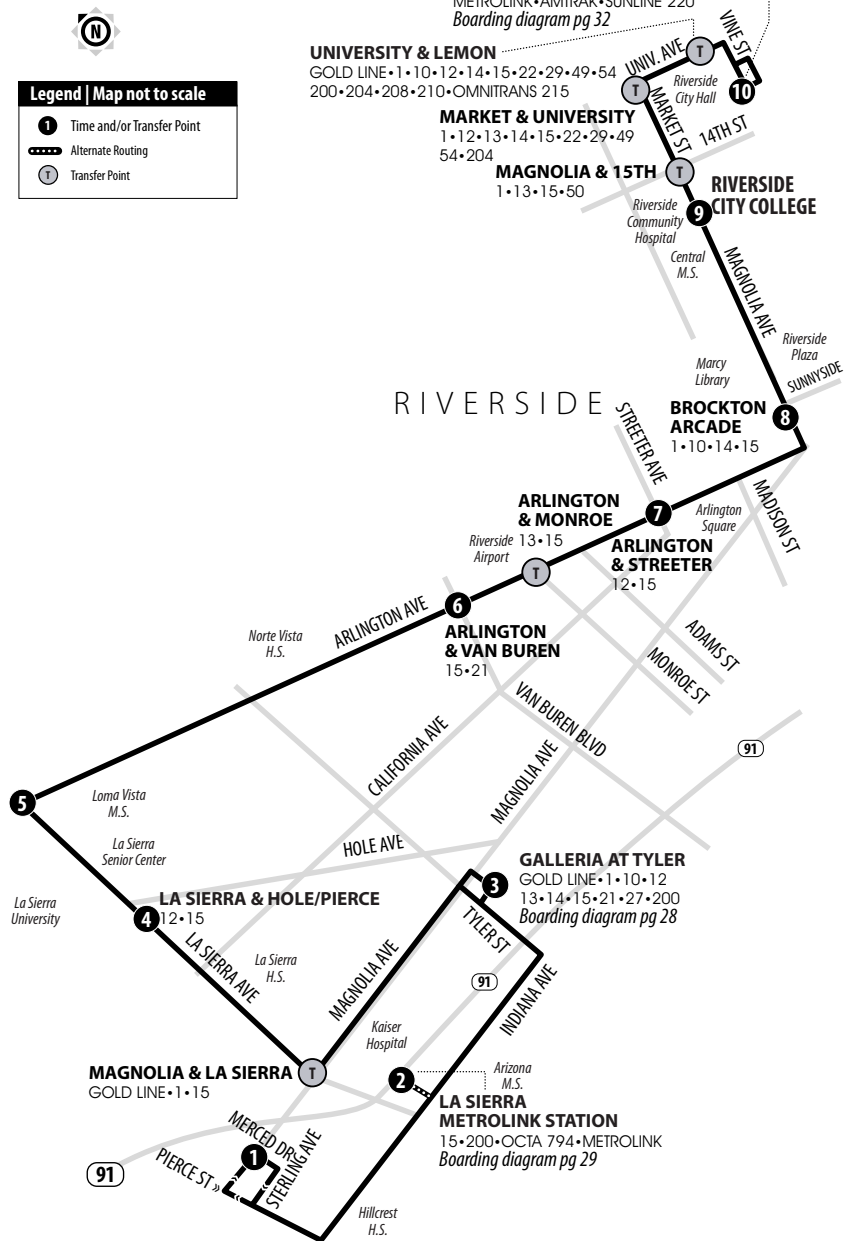 METROLINK•AMTRAK•SUNLINE 220
Boarding diagram pg 32
N
Legend | Map not to scale
1 Time and/or Transfer Point
Alternate Routing
T Transfer Point
UNIVERSITY & LEMON
GOLD LINE•1•10•12•14•15•22•29•49•54
200•204•208•210•OMNITRANS 215
UNIV. AVE
T
VINE ST
Riverside
City Hall
10
T
MARKET & UNIVERSITY
1•12•13•14•15•22•29•49
54•204
MARKET ST
14TH ST
MAGNOLIA & 15TH
1•13•15•50
T
RIVERSIDE
CITY COLLEGE
9
Riverside
Community
Hospital
Central
M.S.
MAGNOLIA AVE
Riverside
Plaza
Marcy
Library
SUNNYSIDE
RIVERSIDE
BROCKTON
ARCADE
1•10•14•15
8
STREETER AVE
MADISON ST
ARLINGTON
& MONROE
13•15
7
Arlington
Square
Riverside
Airport
T
ARLINGTON
& STREETER
12•15
6
ARLINGTON AVE
ARLINGTON
& VAN BUREN
15•21
Norte Vista
H.S.
ADAMS ST
MONROE ST
VAN BUREN BLVD
CALIFORNIA AVE
MAGNOLIA AVE
91
5
Loma Vista
M.S.
La Sierra
Senior Center
HOLE AVE
La Sierra
University
4
LA SIERRA & HOLE/PIERCE
12•15
3
GALLERIA AT TYLER
GOLD LINE•1•10•12
13•14•15•21•27•200
Boarding diagram pg 28
TYLER ST
LA SIERRA AVE
La Sierra
H.S.
MAGNOLIA AVE
91
INDIANA AVE
Kaiser
Hospital
MAGNOLIA & LA SIERRA
GOLD LINE•1•15
T
2
Arizona
M.S.
LA SIERRA
METROLINK STATION
15•200•OCTA 794•METROLINK
Boarding diagram pg 29
MERCED DR
1
STERLING AVE
PIERCE ST »
91
Hillcrest
H.S.